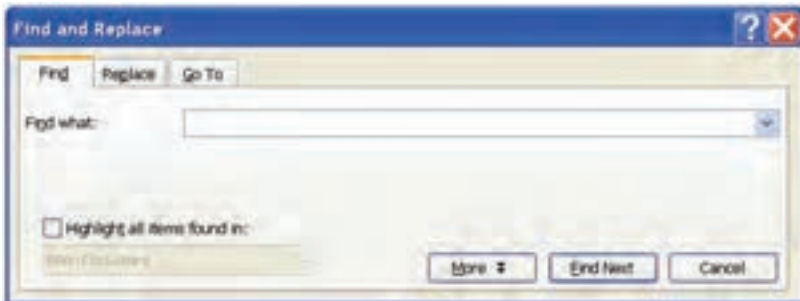 Find and Replace
Find Replace Go To
Find what:
Highlight all items found in:
More Find Next Cancel